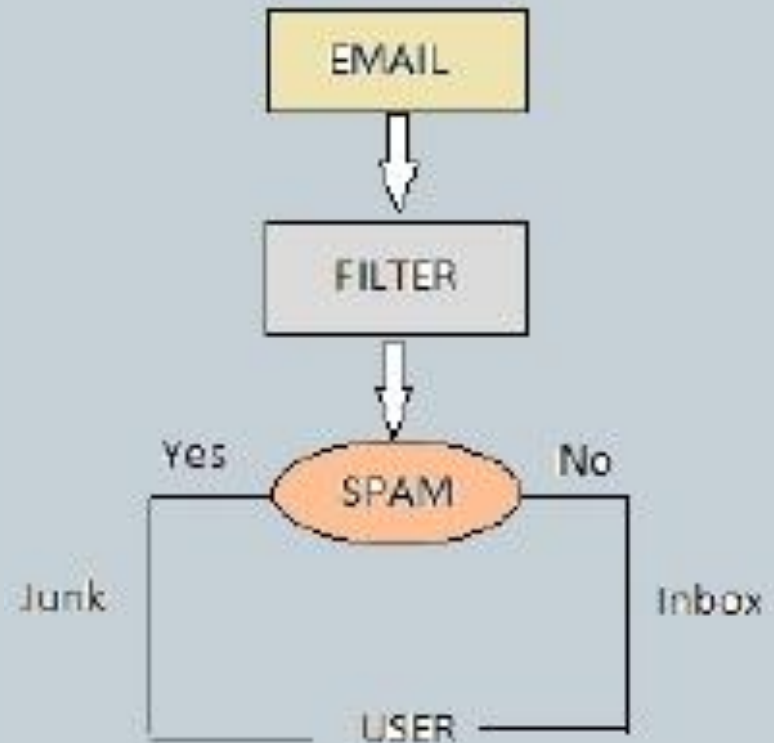 EMAIL
FILTER
Yes
No
SPAM
Junk
Inbox
USER